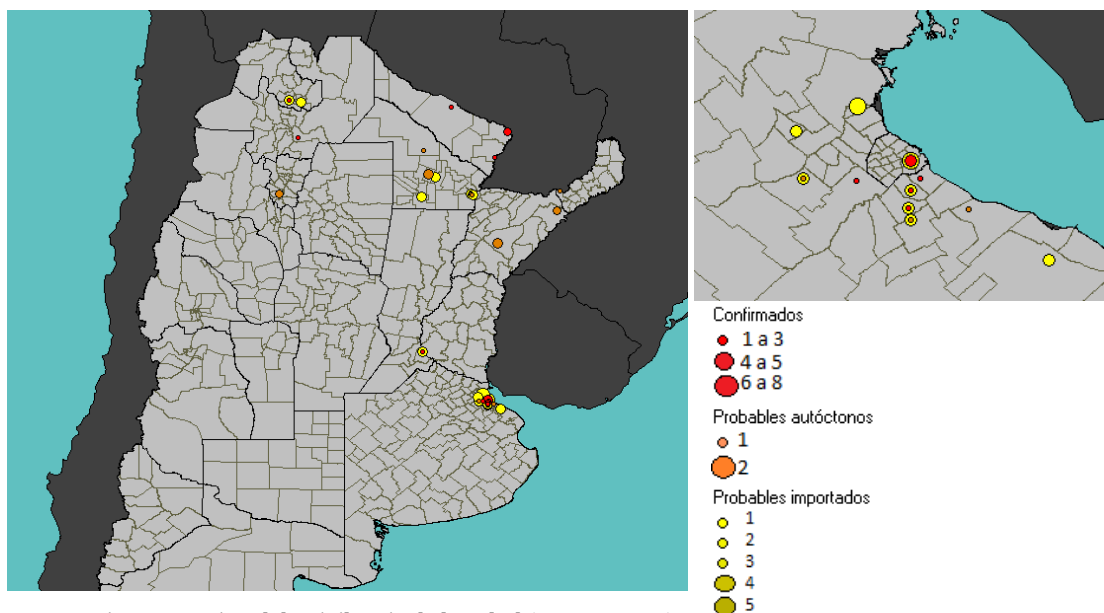 Confirmados
1 a 3
4 a 5
6 a 8
Probables autóctonos
1
2
Probables importados
1
2
3
4
5